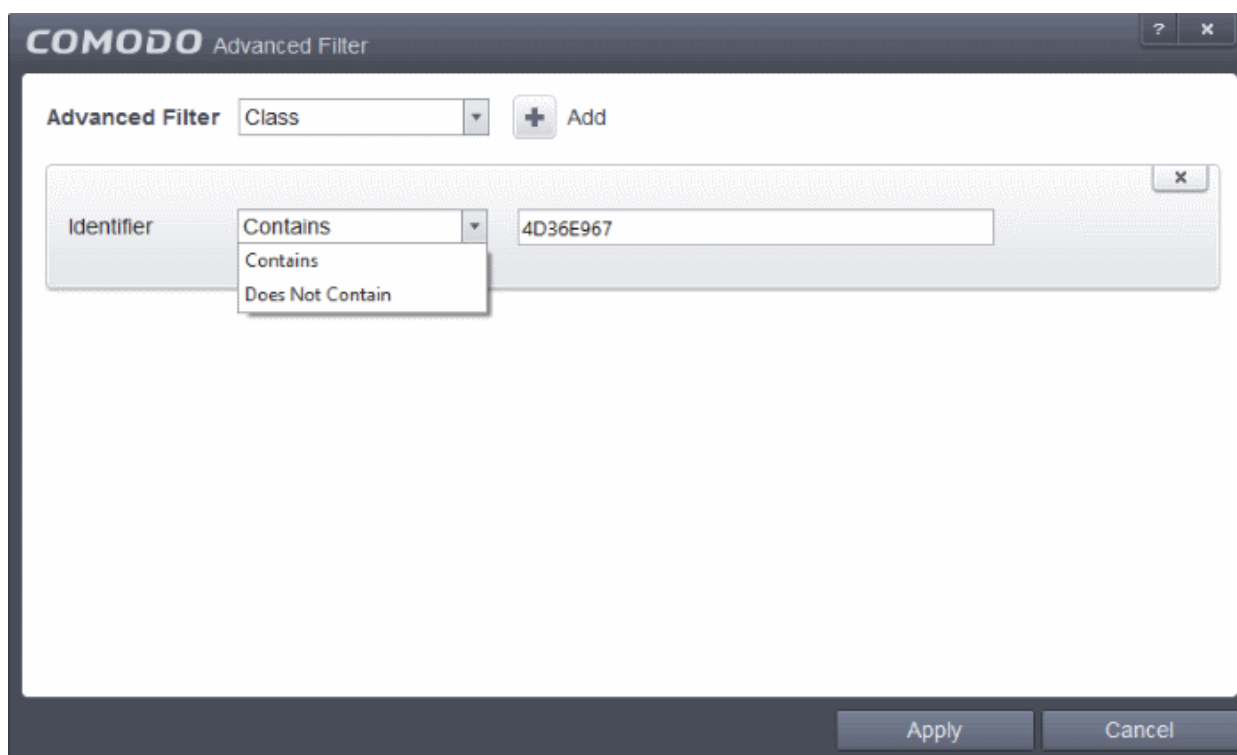 COMODO Advanced Filter ? x
Advanced Filter Class + Add
x
Identifier Contains 4D36E967
Contains
Does Not Contain
Apply Cancel